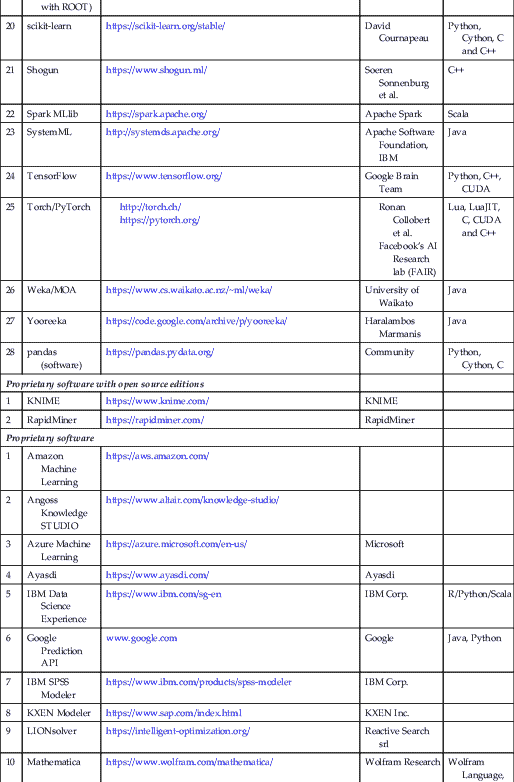 with ROOT)
20 scikit-learn https://scikit-learn.org/stable/ David Python,
Cournapeau Cython, C
and C++
21 Shogun https://www.shogun.ml/ Soeren C++
Sonnenburg
et al.
22 Spark MLlib https://spark.apache.org/ Apache Spark Scala
23 SystemML http://systemds.apache.org/ Apache Software Java
Foundation,
IBM
24 TensorFlow https://www.tensorflow.org/ Google Brain Python, C++,
Team CUDA
25 Torch/PyTorch http://torch.ch/ Ronan Lua, LuaJIT,
https://pytorch.org/ Collobert C, CUDA
et al. and C++
Facebook's AI
Research
lab (FAIR)
26 Weka/MOA https://www.cs.waikato.ac.nz/~ml/weka/ University of Java
Waikato
27 Yooreeka https://code.google.com/archive/p/yooreeka/ Haralambos Java
Marmanis
28 pandas https://pandas.pydata.org/ Community Python,
(software) Cython, C
Proprietary software with open source editions
1 KNIME https://www.knime.com/ KNIME
2 RapidMiner https://rapidminer.com/ RapidMiner
Proprietary software
1 Amazon https://aws.amazon.com/
Machine
Learning
2 Angoss https://www.altair.com/knowledge-studio/
Knowledge
STUDIO
3 Azure Machine https://azure.microsoft.com/en-us/ Microsoft
Learning
4 Ayasdi https://www.ayasdi.com/ Ayasdi
5 IBM Data https://www.ibm.com/sg-en IBM Corp. R/Python/Scala
Science
Experience
6 Google www.google.com Google Java, Python
Prediction
API
7 IBM SPSS https://www.ibm.com/products/spss-modeler IBM Corp.
Modeler
8 KXEN Modeler https://www.sap.com/index.html KXEN Inc.
9 LIONsolver https://intelligent-optimization.org/ Reactive Search
srl
10 Mathematica https://www.wolfram.com/mathematica/ Wolfram Research Wolfram
Language,